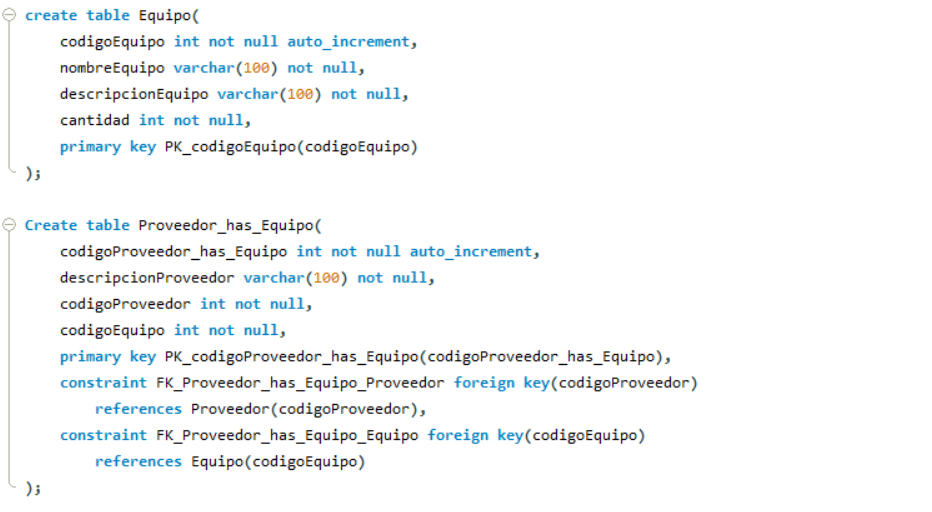 create table Equipo(
codigoEquipo int not null auto_increment,
nombreEquipo varchar(100) not null,
descripcionEquipo varchar(100) not null,
cantidad int not null,
primary key PK_codigoEquipo(codigoEquipo)
);
Create table Proveedor_has_Equipo(
codigoProveedor_has_Equipo int not null auto_increment,
descripcionProveedor varchar(100) not null,
codigoProveedor int not null,
codigoEquipo int not null,
primary key PK_codigoProveedor_has_Equipo(codigoProveedor_has_Equipo),
constraint FK_Proveedor_has_Equipo_Proveedor foreign key(codigoProveedor)
references Proveedor(codigoProveedor),
constraint FK_Proveedor_has_Equipo_Equipo foreign key(codigoEquipo)
references Equipo(codigoEquipo)
);